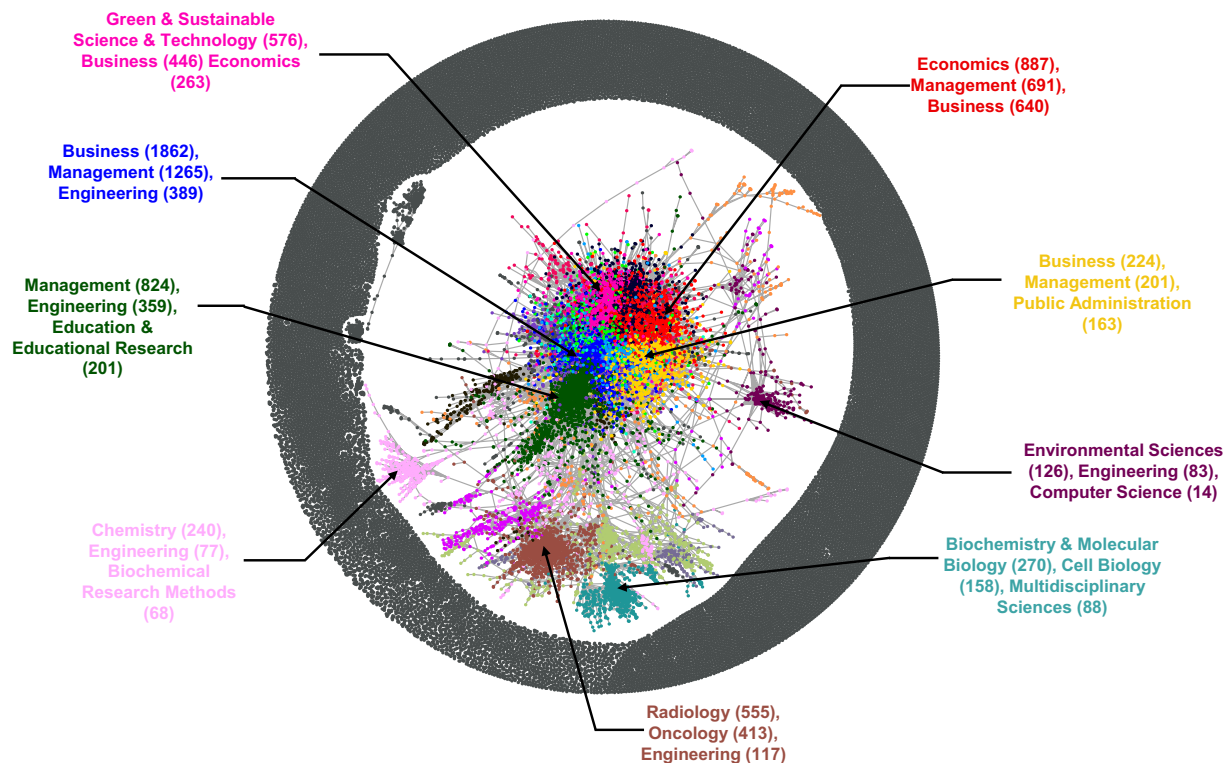 Green & Sustainable
Science & Technology (576),
Business (446) Economics
(263)
Economics (887),
Management (691),
Business (640)
Business (1862),
Management (1265),
Engineering (389)
Management (824),
Engineering (359),
Education &
Educational Research
(201)
Business (224),
Management (201),
Public Administration
(163)
Environmental Sciences
(126), Engineering (83),
Computer Science (14)
Chemistry (240),
Engineering (77),
Biochemical
Research Methods
(68)
Biochemistry & Molecular
Biology (270), Cell Biology
(158), Multidisciplinary
Sciences (88)
Radiology (555),
Oncology (413),
Engineering (117)